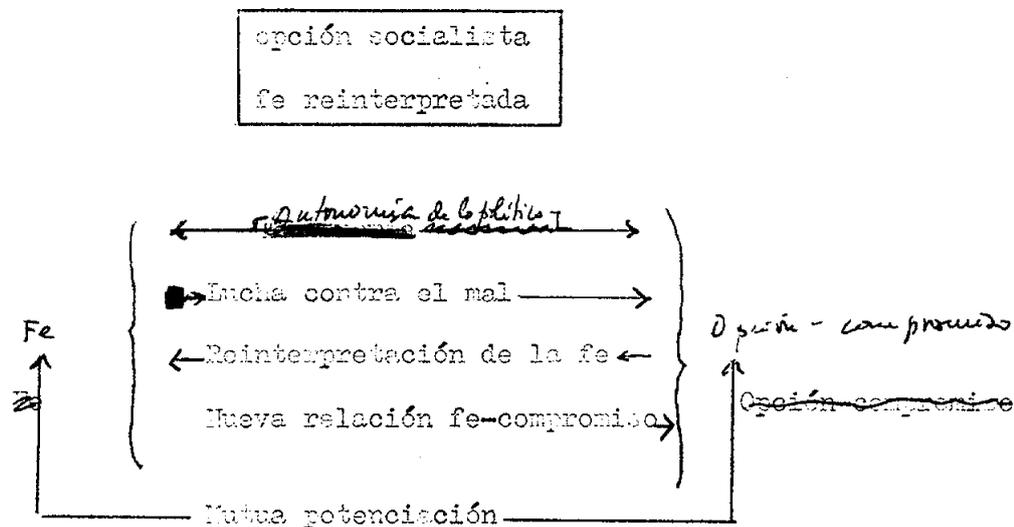 opción socialista
fe reinterpretada
Autonomía de lo político
Lucha contra el mal
Fe
Opción - compromiso
Reinterpretación de la fe
Fe
Opción-compromiso
Nueva relación fe-compromiso
Mutua potenciación